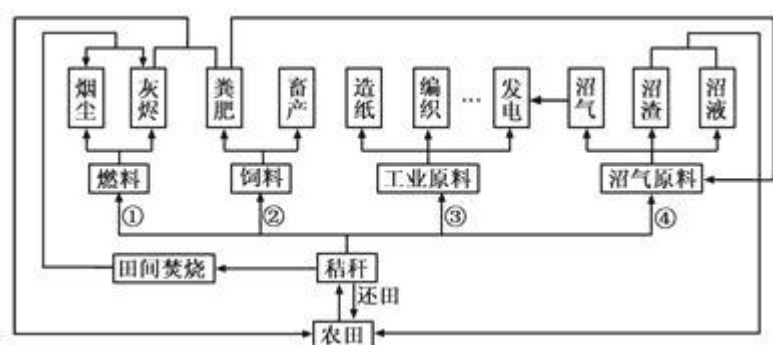 烟尘
灰烬
粪肥
畜产
造纸
编织
…
发电
沼气
沼渣
沼液
燃料
饲料
工业原料
沼气原料
①
②
③
④
田间焚烧
秸秆
还田
农田